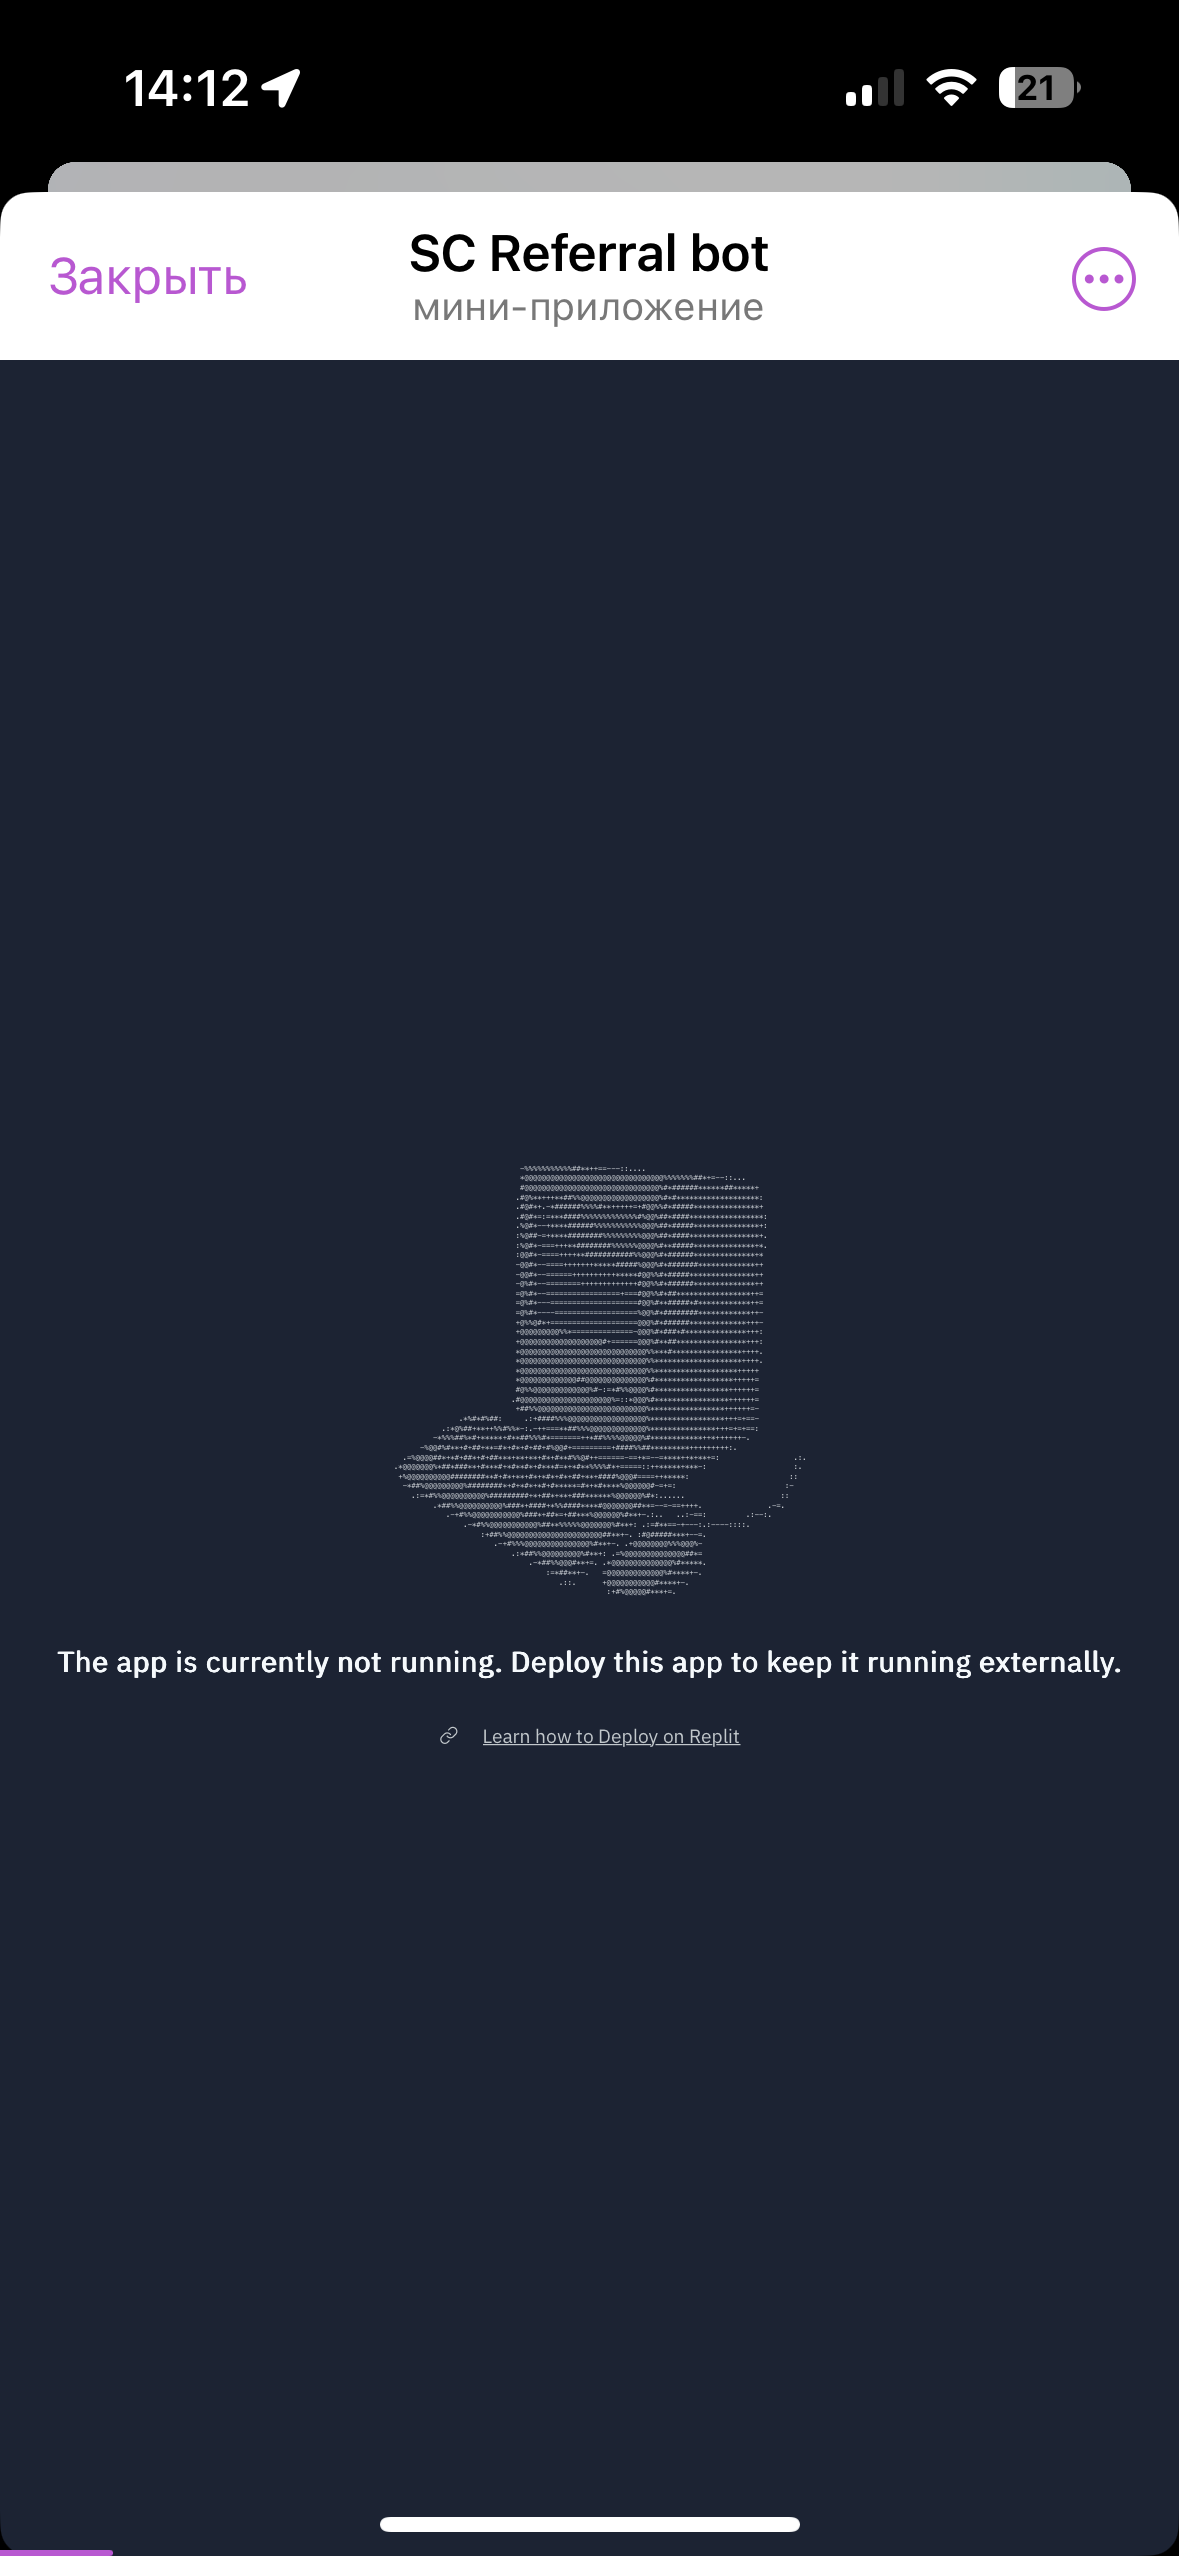 14:12
21
Закрыть
SC Referral bot
мини-приложение
The app is currently not running. Deploy this app to keep it running externally.
Learn how to Deploy on Replit